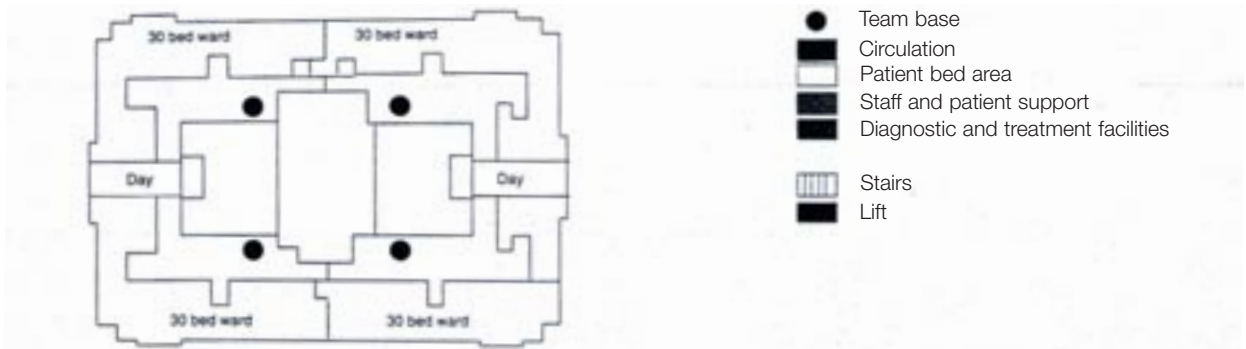 30 bed ward
30 bed ward
Day
Day
30 bed ward
30 bed ward
Team base
Circulation
Patient bed area
Staff and patient support
Diagnostic and treatment facilities
Stairs
Lift